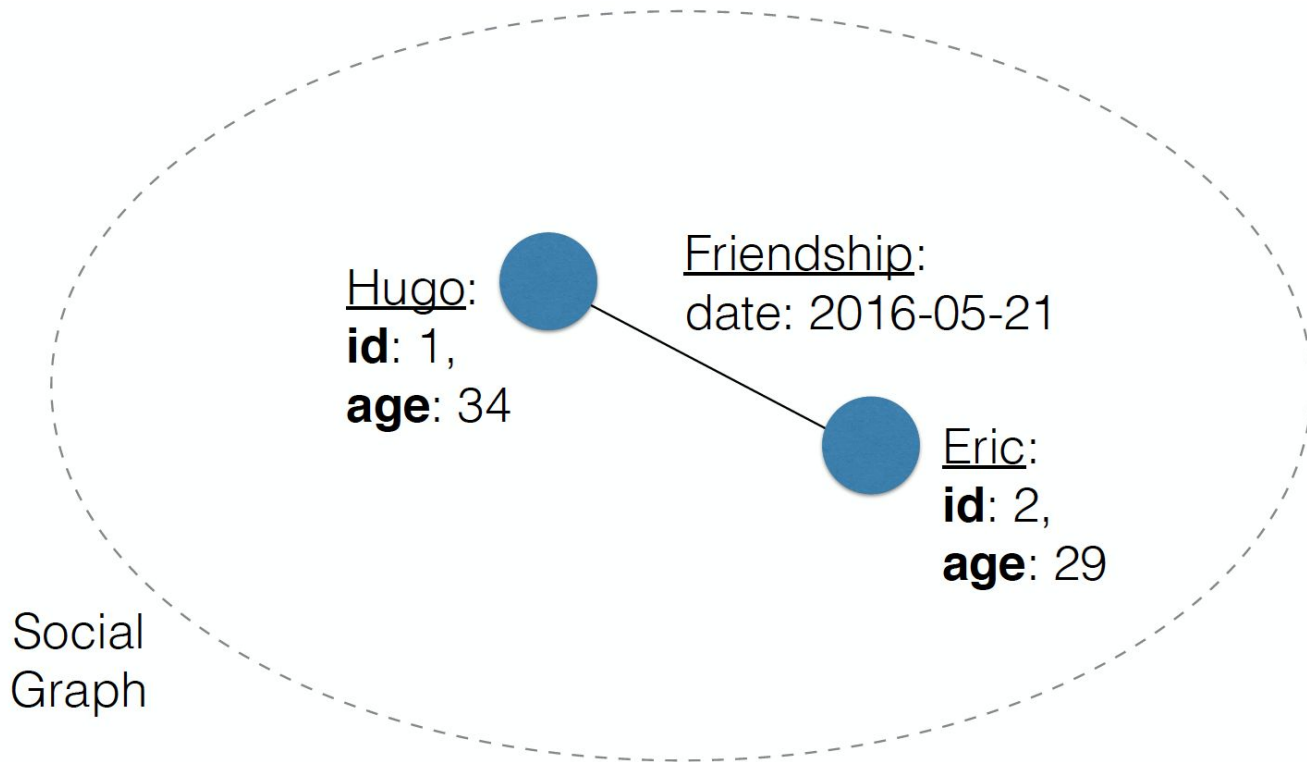 Friendship:
date: 2016-05-21
Hugo:
id: 1,
age: 34
Eric:
id: 2,
age: 29
Social
Graph